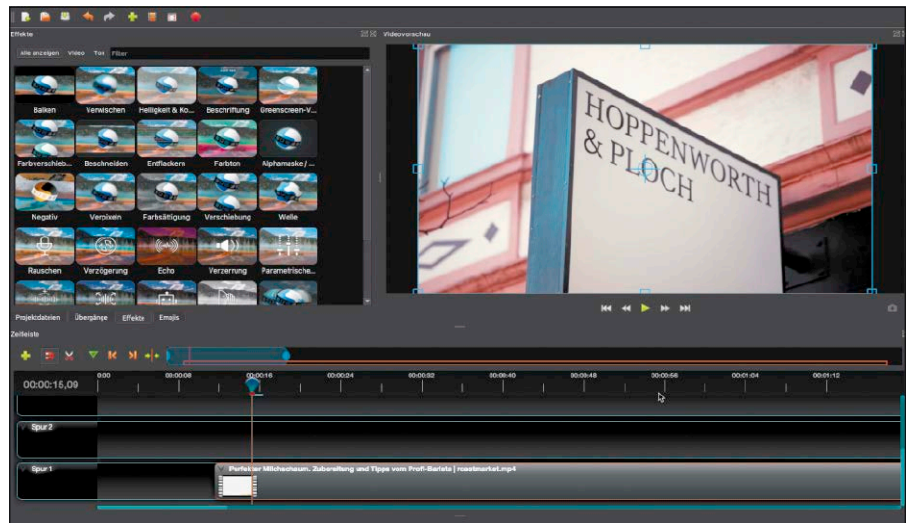 Effekte
Videovorschau
Alle anzeigen Video Ton Filter
Balken Verwischen Helligkeit & Ko... Beschriftung Greenscreen-V...
Farbverschieb... Beschneiden Entflackern Farbton Alphamaske / ...
Negativ Verpixeln Farbsättigung Verschiebung Welle
Rauschen Verzögerung Echo Verzerrung Parametrische...
HOPPENWORTH
& PLOCH
Projektdateien Übergänge Effekte Emojis
Zeitleiste
00:00:15,09
0:00 00:00:08 00:00:16 00:00:24 00:00:32 00:00:40 00:00:48 00:00:56 00:01:04 00:01:12
Spur 2
Spur 1
Perfekter Milchschaum. Zubereitung und Tipps vom Profi-Barista | roastmarket.mp4